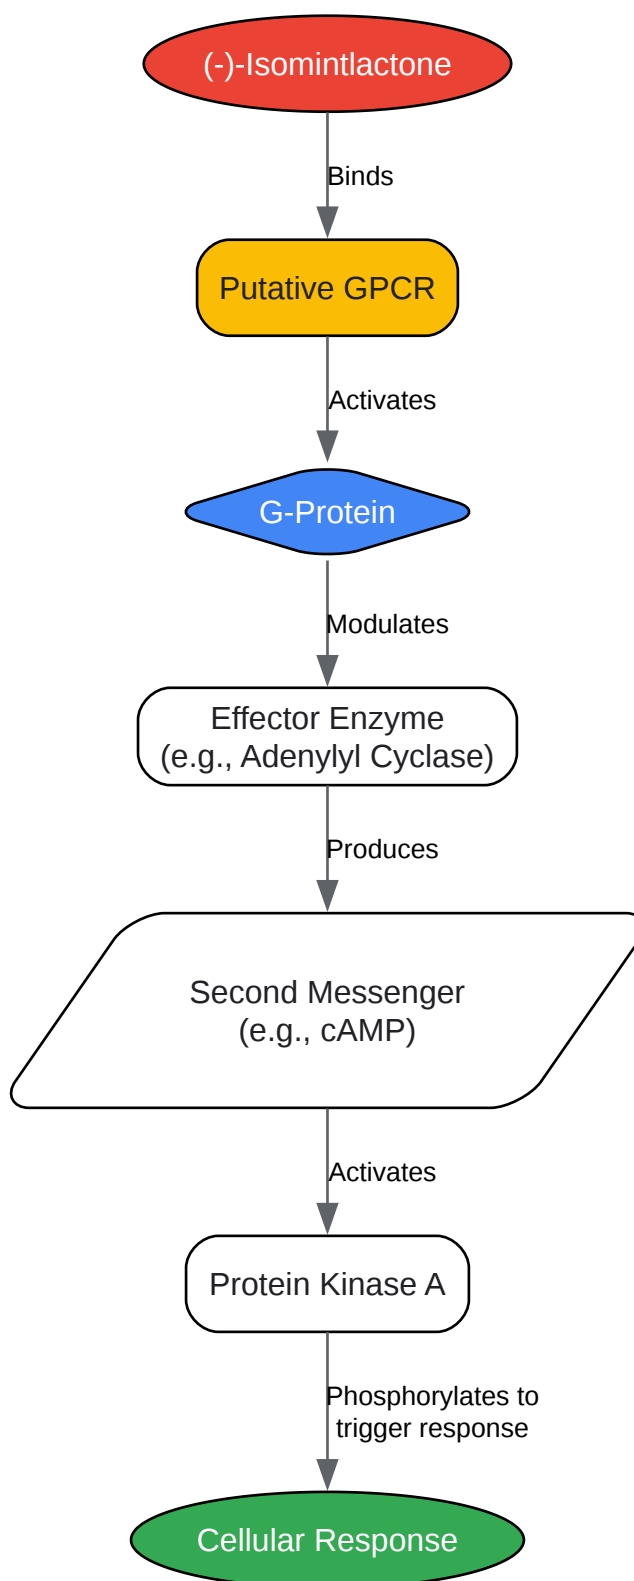 (-)-Isomintlactone
Binds
Putative GPCR
Activates
G-Protein
Modulates
Effector Enzyme
(e.g., Adenylyl Cyclase)
Produces
Second Messenger
(e.g., cAMP)
Activates
Protein Kinase A
Phosphorylates to
trigger response
Cellular Response